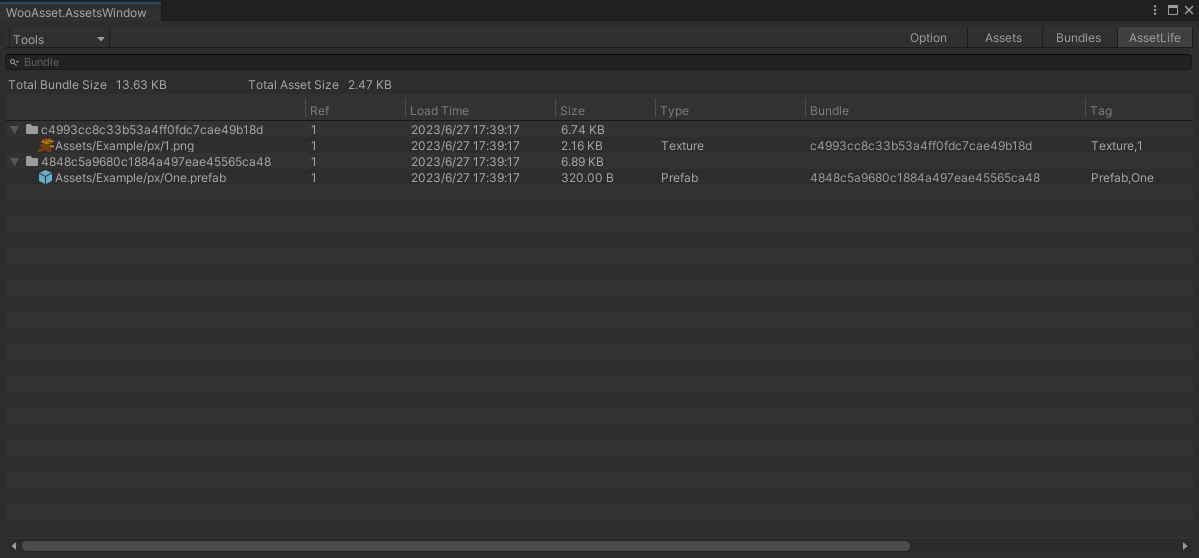 WooAsset.AssetsWindow
Tools Option Assets Bundles AssetLife
Bundle
Total Bundle Size 13.63 KB Total Asset Size 2.47 KB
Ref Load Time Size Type Bundle Tag
c4993cc8c33b53a4ff0fdc7cae49b18d 1 2023/6/27 17:39:17 6.74 KB
Assets/Example/px/1.png 1 2023/6/27 17:39:17 2.16 KB Texture c4993cc8c33b53a4ff0fdc7cae49b18d Texture,1
4848c5a9680c1884a497eae45565ca48 1 2023/6/27 17:39:17 6.89 KB
Assets/Example/px/One.prefab 1 2023/6/27 17:39:17 320.00 B Prefab 4848c5a9680c1884a497eae45565ca48 Prefab,One